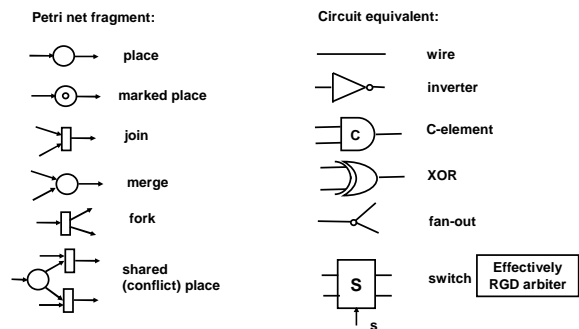 Petri net fragment: Circuit equivalent:
place wire
marked place inverter
join C C-element
merge XOR
fork fan-out
shared
(conflict) place
S switch
Effectively
RGD arbiter
s